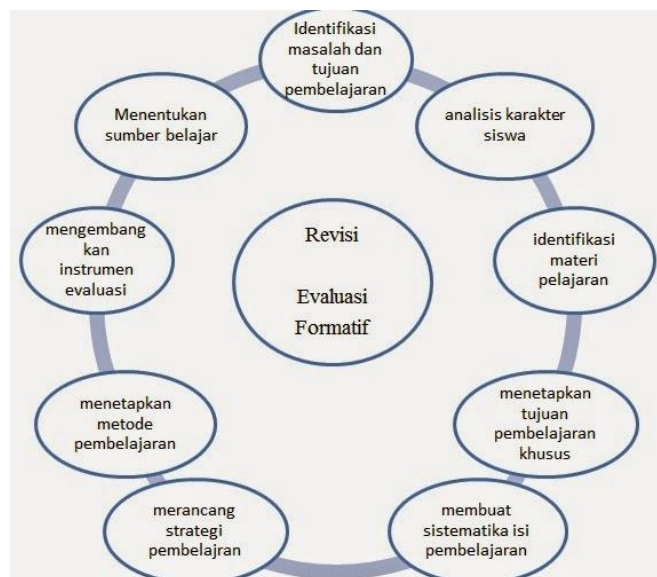 Identifikasi
masalah dan
tujuan
pembelajaran
analisis karakter
siswa
identifikasi
materi
pelajaran
menetapkan
tujuan
pembelajaran
khusus
membuat
sistematika isi
pembelajaran
merancang
strategi
pembelajran
menetapkan
metode
pembelajaran
mengembang
kan
instrumen
evaluasi
Menentukan
sumber belajar
Revisi
Evaluasi
Formatif